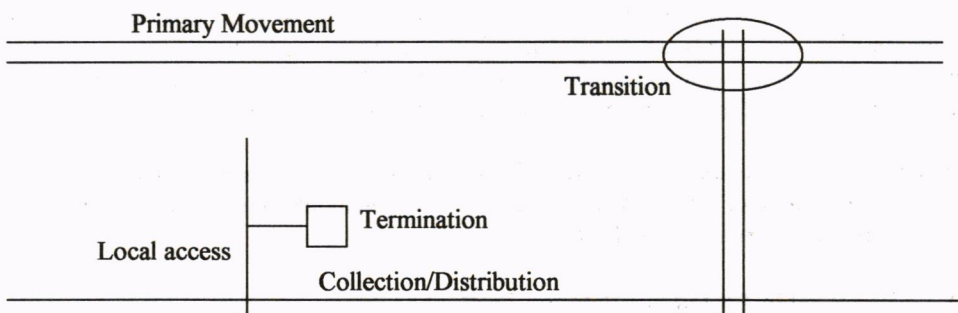 Primary Movement
Transition
Termination
Local access
Collection/Distribution